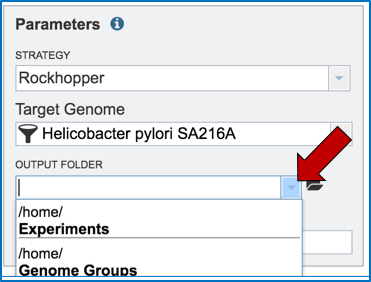 Parameters
STRATEGY
Rockhopper
Target Genome
Helicobacter pylori SA216A
OUTPUT FOLDER
/home/
Experiments
/home/
Genome Groups